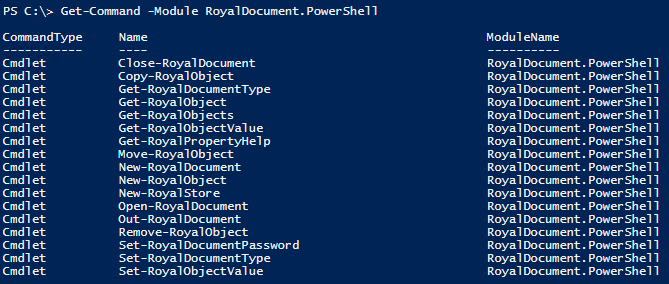 PS C:\> Get-Command -Module RoyalDocument.PowerShell
CommandType Name ModuleName
----------- ---- ----------
Cmdlet Close-RoyalDocument RoyalDocument.PowerShell
Cmdlet Copy-RoyalObject RoyalDocument.PowerShell
Cmdlet Get-RoyalDocumentType RoyalDocument.PowerShell
Cmdlet Get-RoyalObject RoyalDocument.PowerShell
Cmdlet Get-RoyalObjects RoyalDocument.PowerShell
Cmdlet Get-RoyalObjectValue RoyalDocument.PowerShell
Cmdlet Get-RoyalPropertyHelp RoyalDocument.PowerShell
Cmdlet Move-RoyalObject RoyalDocument.PowerShell
Cmdlet New-RoyalDocument RoyalDocument.PowerShell
Cmdlet New-RoyalObject RoyalDocument.PowerShell
Cmdlet New-RoyalStore RoyalDocument.PowerShell
Cmdlet Open-RoyalDocument RoyalDocument.PowerShell
Cmdlet Out-RoyalDocument RoyalDocument.PowerShell
Cmdlet Remove-RoyalObject RoyalDocument.PowerShell
Cmdlet Set-RoyalDocumentPassword RoyalDocument.PowerShell
Cmdlet Set-RoyalDocumentType RoyalDocument.PowerShell
Cmdlet Set-RoyalObjectValue RoyalDocument.PowerShell